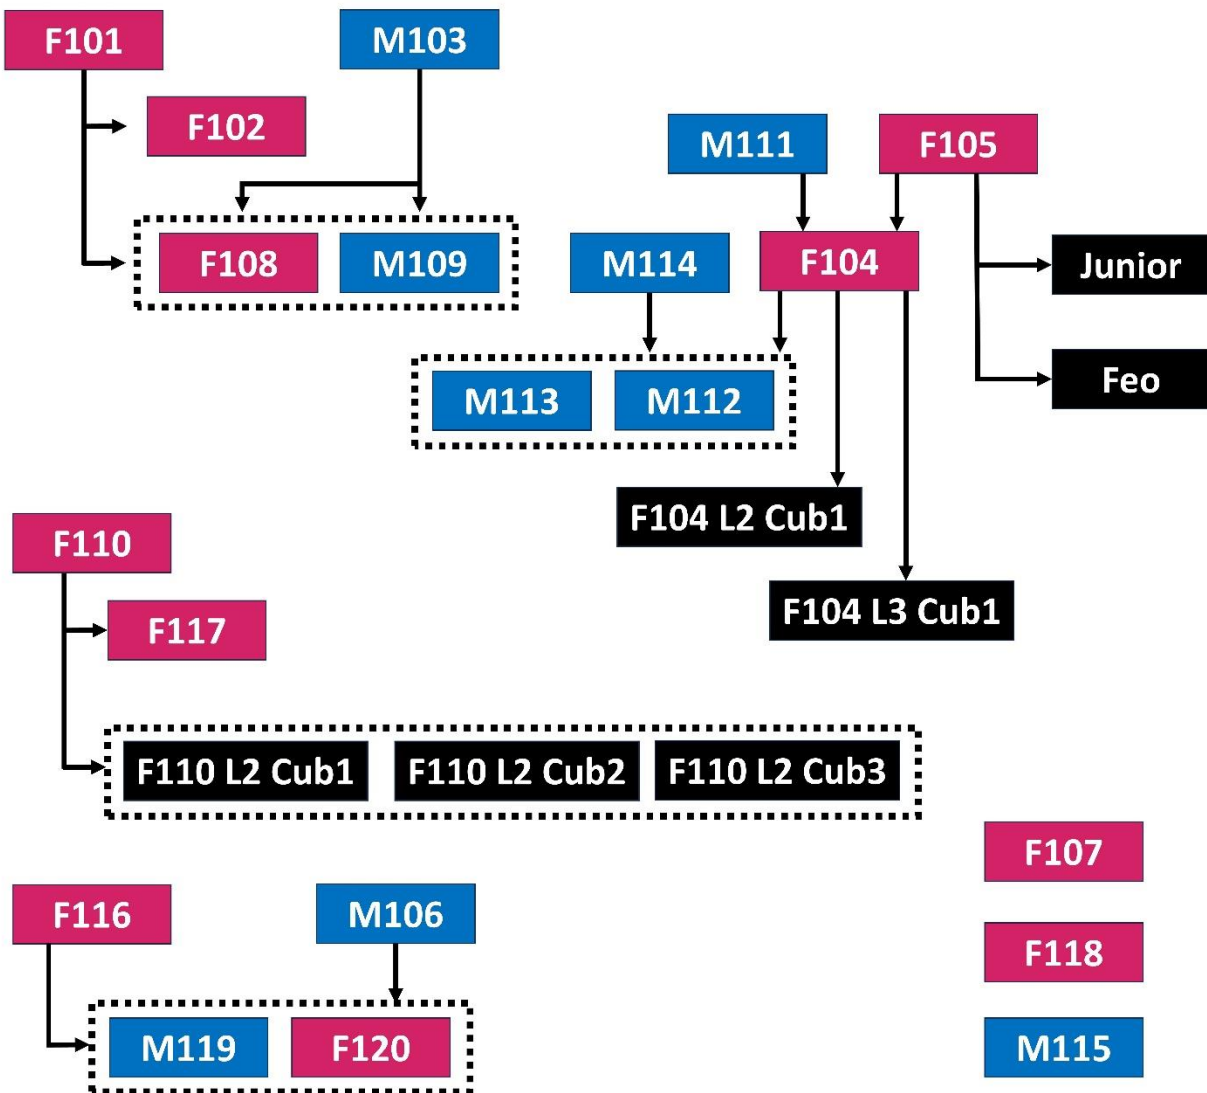 F101
M103
F102
M111
F105
F108
M109
M114
F104
Junior
Feo
M113
M112
F104 L2 Cub1
F110
F104 L3 Cub1
F117
F110 L2 Cub1
F110 L2 Cub2
F110 L2 Cub3
F107
F116
M106
F118
M119
F120
M115